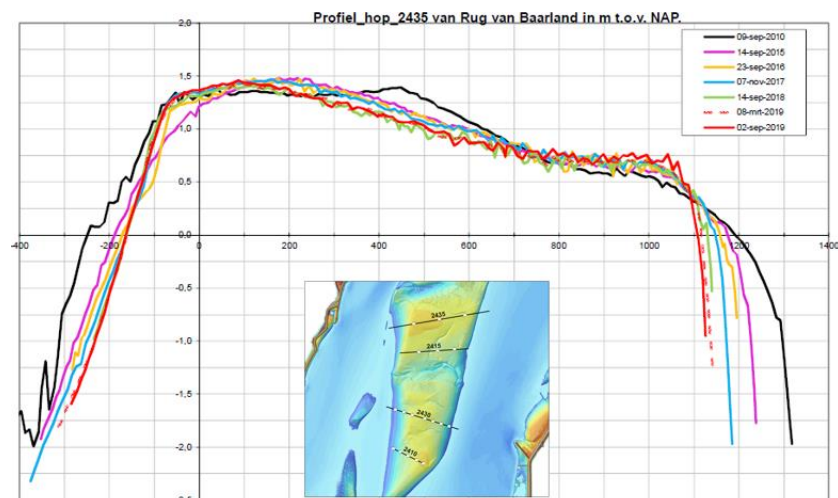 Profiel_hop_2435 van Rug van Baarland in m t.o.v. NAP.
2,0
09-sep-2010
14-sep-2015
23-sep-2016
07-nov-2017
14-sep-2018
08-mrt-2019
02-sep-2019
1,5
1,0
0,5
0,0
-400 -300 -200 -100 0 200 400 600 800 1000 1200 1400
-0,5
-1,0
-1,5
-2,0
2435
2415
2430
2410